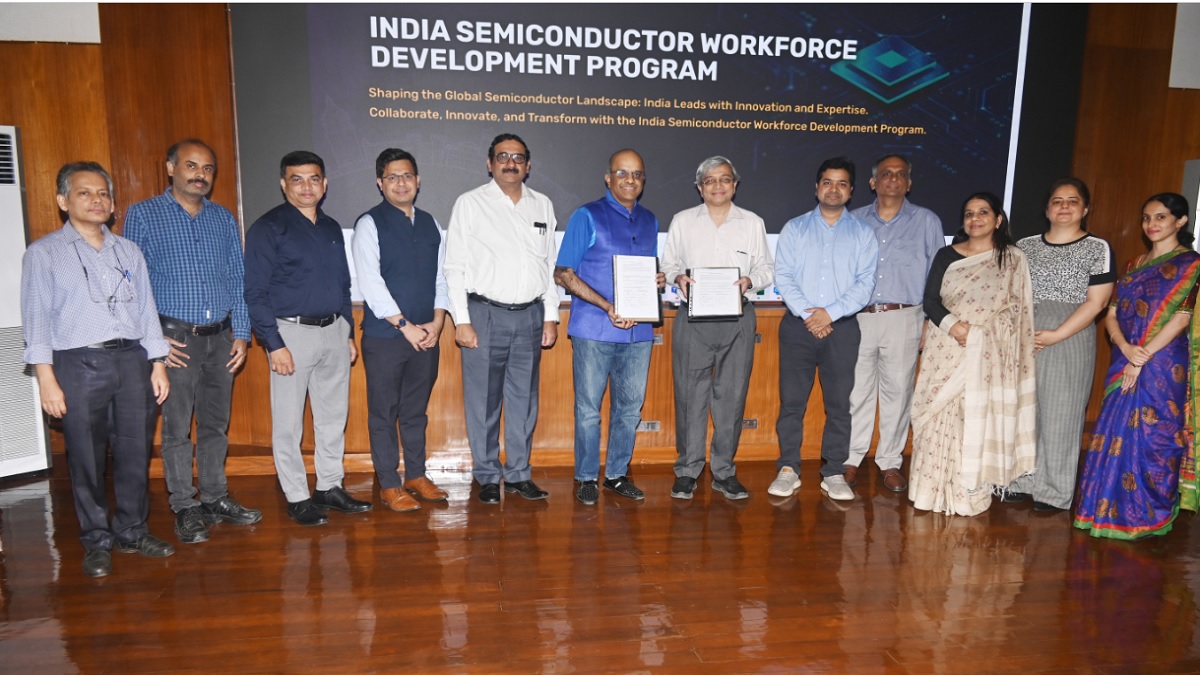 INDIA SEMICONDUCTOR WORKFORCE
DEVELOPMENT PROGRAM
Shaping the Global Semiconductor Landscape: India Leads with Innovation and Expertise.
Collaborate, Innovate, and Transform with the India Semiconductor Workforce Development Program.